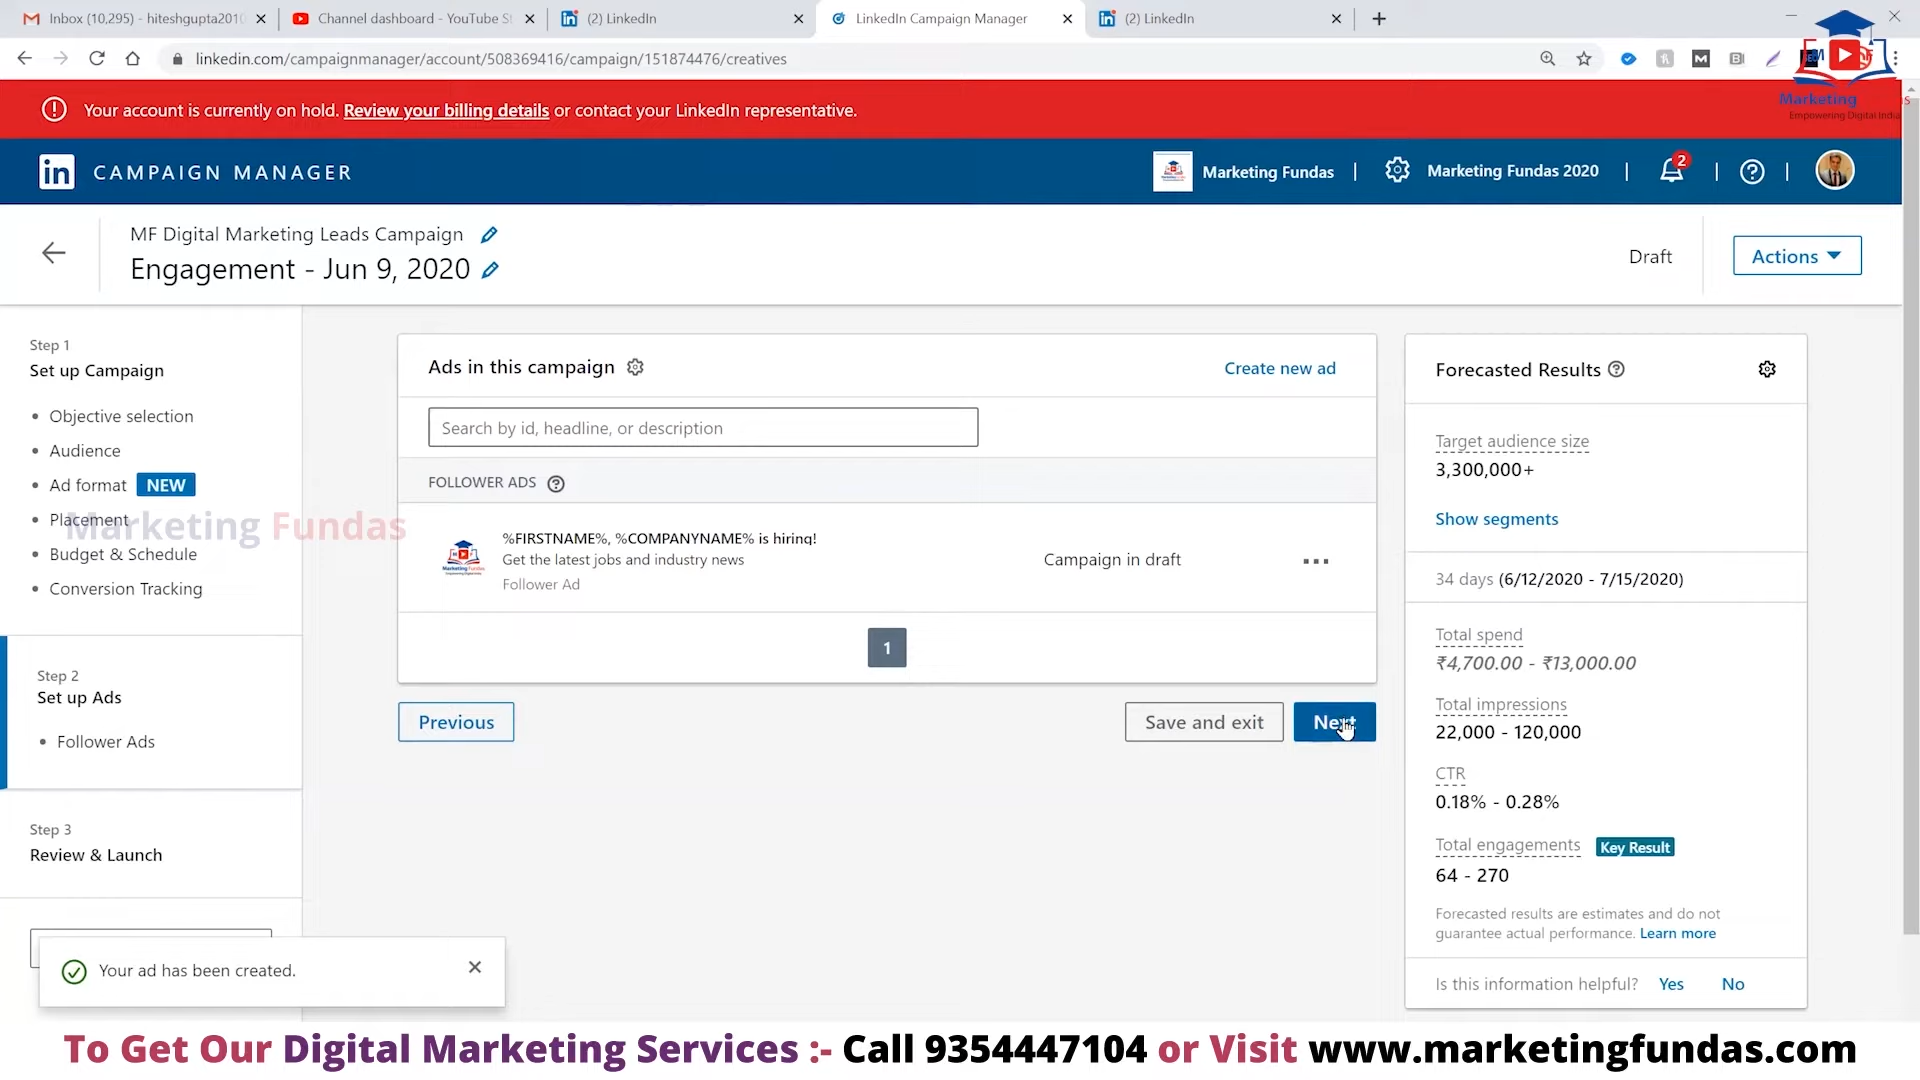 Inbox (10,295) - hiteshgupta201
Channel dashboard - YouTube S
(2) LinkedIn
LinkedIn Campaign Manager
(2) LinkedIn
linkedin.com/campaignmanager/account/508369416/campaign/151874476/creatives
Your account is currently on hold. Review your billing details or contact your LinkedIn representative.
Marketing
Empowering Digital India
in CAMPAIGN MANAGER
Marketing Fundas
Marketing Fundas 2020
2
MF Digital Marketing Leads Campaign
Engagement - Jun 9, 2020
Draft
Actions
Step 1
Set up Campaign
• Objective selection
• Audience
• Ad format NEW
• Placement
Marketing Fundas
• Budget & Schedule
• Conversion Tracking
Step 2
Set up Ads
• Follower Ads
Step 3
Review & Launch
Your ad has been created.
Ads in this campaign
Create new ad
Search by id, headline, or description
FOLLOWER ADS
%FIRSTNAME%, %COMPANYNAME% is hiring!
Get the latest jobs and industry news
Follower Ad
Campaign in draft
1
Previous
Save and exit
Next
Forecasted Results
Target audience size
3,300,000+
Show segments
34 days (6/12/2020 - 7/15/2020)
Total spend
₹4,700.00 - ₹13,000.00
Total impressions
22,000 - 120,000
CTR
0.18% - 0.28%
Total engagements Key Result
64 - 270
Forecasted results are estimates and do not
guarantee actual performance. Learn more
Is this information helpful? Yes No
To Get Our Digital Marketing Services :- Call 9354447104 or Visit www.marketingfundas.com